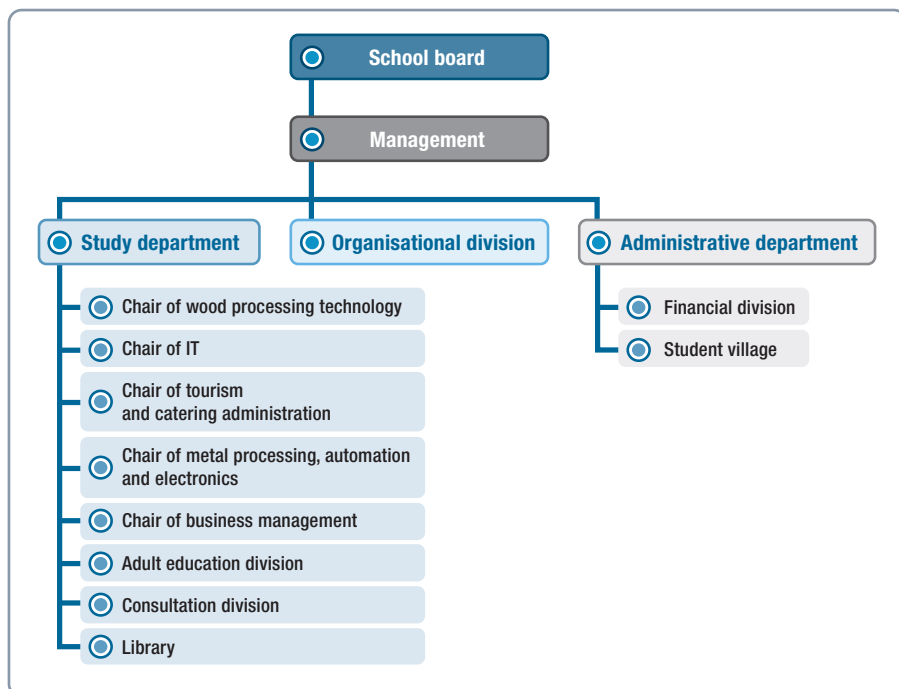 School board
Management
Study department
Organisational division
Administrative department
Chair of wood processing technology
Chair of IT
Chair of tourism
and catering administration
Chair of metal processing, automation
and electronics
Chair of business management
Adult education division
Consultation division
Library
Financial division
Student village